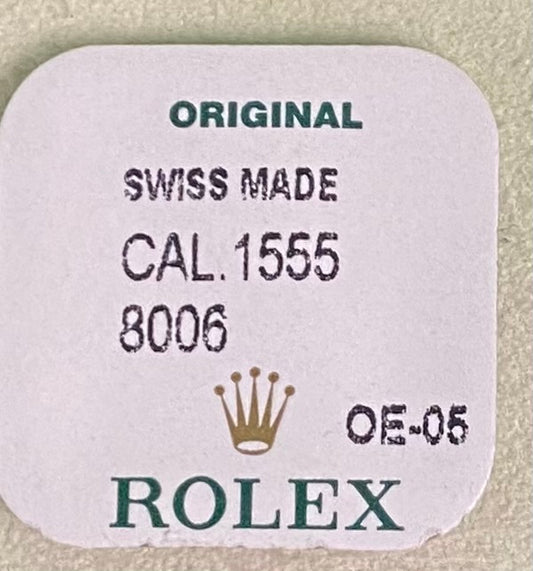 ORIGINAL
SWISS MADE
CAL.1555
8006
OE-05
ROLEX